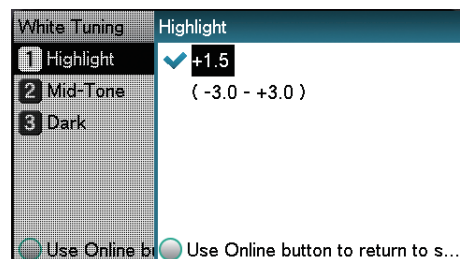 White Tuning
1 Highlight
2 Mid-Tone
3 Dark
Use Online b
Highlight
+1.5
( -3.0 - +3.0 )
Use Online button to return to s...